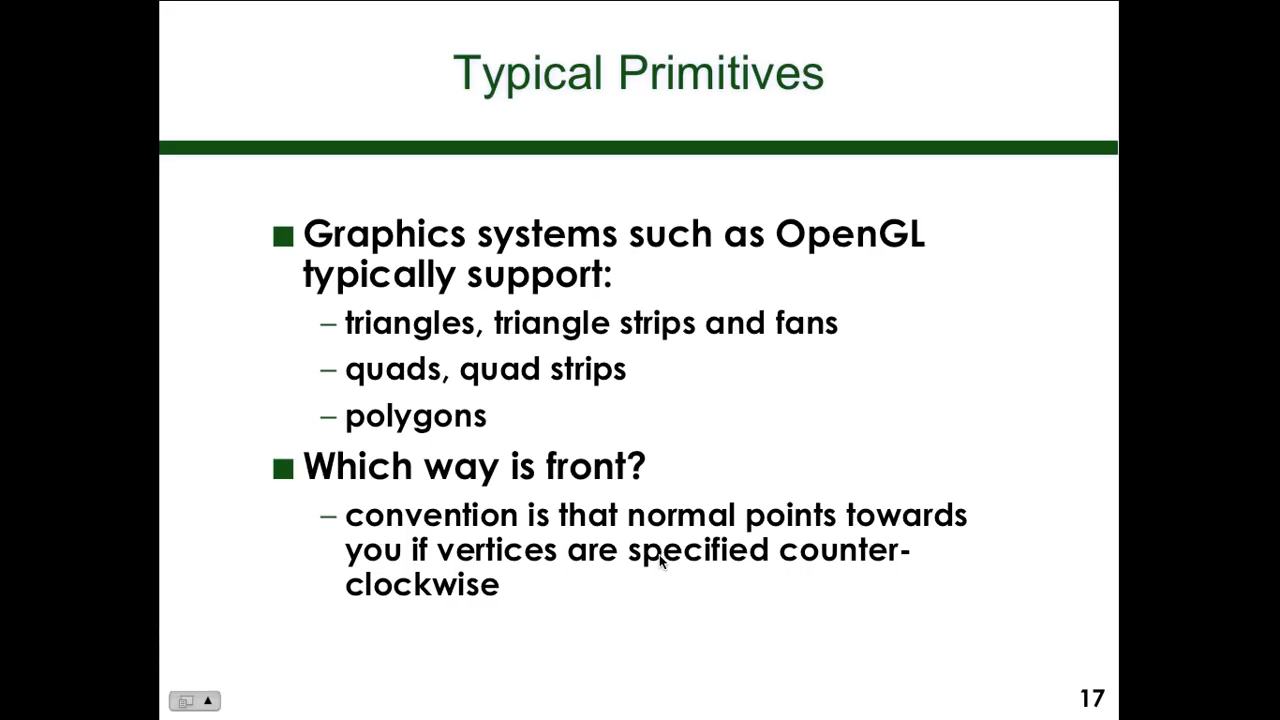 Typical Primitives
Graphics systems such as OpenGL
typically support:
– triangles, triangle strips and fans
– quads, quad strips
– polygons
Which way is front?
– convention is that normal points towards
you if vertices are specified counter-
clockwise
17